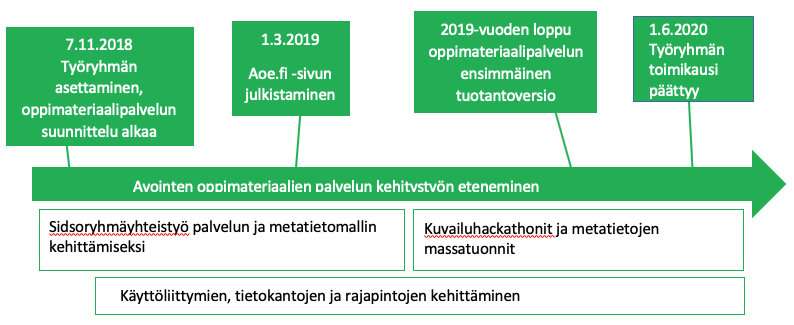 7.11.2018
Työryhmän
asettaminen,
oppimateriaalipalvelun
suunnittelu alkaa
1.3.2019
Aoe.fi -sivun
julkistaminen
2019-vuoden loppu
oppimateriaalipalvelun
ensimmäinen
tuotantoversio
1.6.2020
Työryhmän
toimikausi
päättyy
Avointen oppimateriaalien palvelun kehitystyön eteneminen
Sidsoryhmäyhteistyö palvelun ja metatietomallin
kehittämiseksi
Kuvailuhackathonit ja metatietojen
massatuonnit
Käyttöliittymien, tietokantojen ja rajapintojen kehittäminen